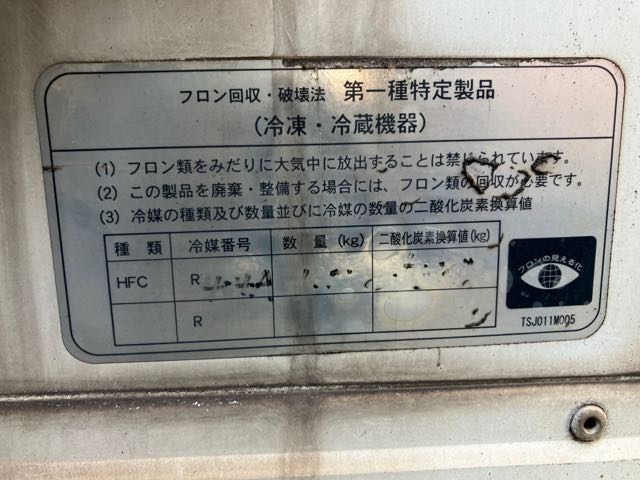 フロン回収・破壊法 第一種特定製品
(冷凍・冷蔵機器)
(1) フロン類をみだりに大気中に放出することは禁じられています。
(2) この製品を廃棄・整備する場合には、フロン類の回収が必要です。
(3) 冷媒の種類及び数量並びに冷媒の数量の二酸化炭素換算値
種 類 冷媒番号 数 量 (kg) 二酸化炭素換算値(kg)
HFC R
R
フロンの見える化
TSJ011M005